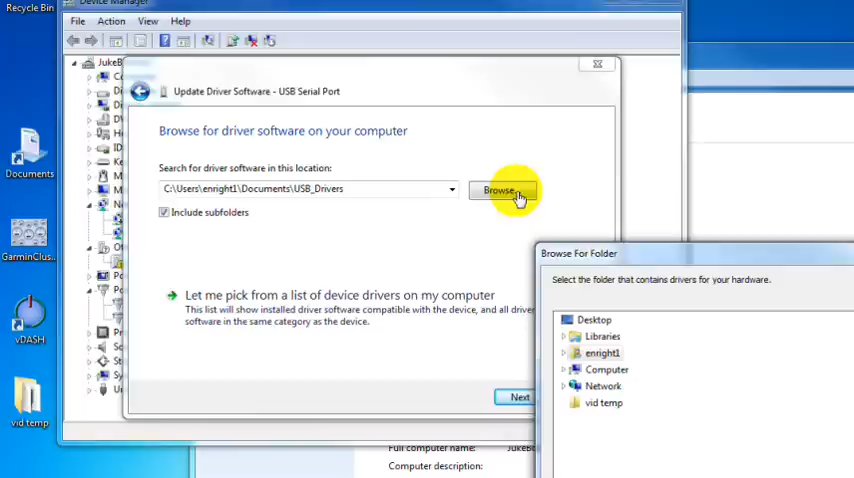 Recycle Bin
Device Manager
File Action View Help
JukeB
Update Driver Software - USB Serial Port
Browse for driver software on your computer
Search for driver software in this location:
C:\Users\enright1\Documents\USB_Drivers
Browse...
Include subfolders
Documents
Browse For Folder
Select the folder that contains drivers for your hardware.
GarminClus...
Let me pick from a list of device drivers on my computer
This list will show installed driver software compatible with the device, and all driver
software in the same category as the device.
Desktop
Libraries
enright1
Computer
Network
vid temp
vDASH
Next
vid temp
Full computer name:
JukeBo
Computer description: